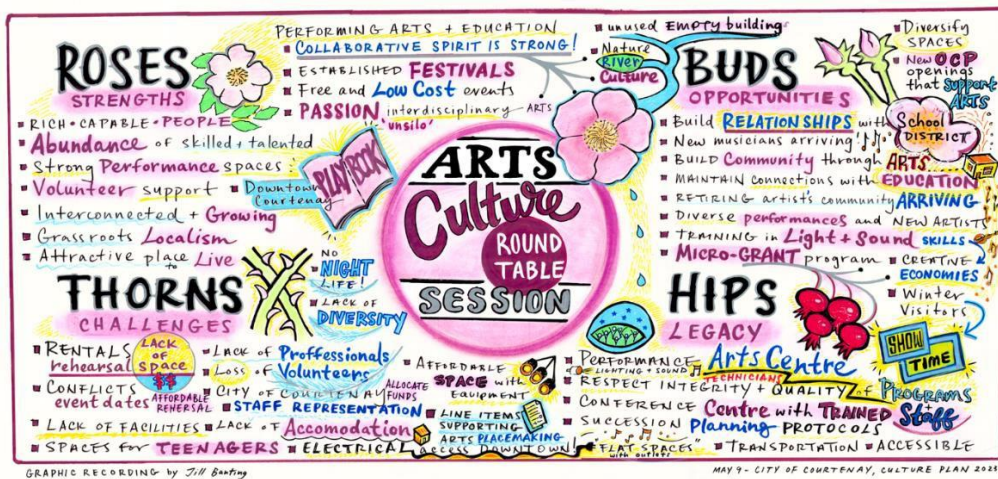 ROSES
STRENGTHS
RICH • CAPABLE • PEOPLE
Abundance of skilled + talented
Strong Performance spaces
Volunteer support
Downtown Courtenay
PLAYBOOK
Interconnected + Growing
Grassroots Localism
Attractive place to Live
PERFORMING ARTS + EDUCATION
COLLABORATIVE SPIRIT IS STRONG!
ESTABLISHED FESTIVALS
Free and Low Cost events
PASSION interdisciplinary - ARTS
"unsilo"
unused Empty building
Nature
River
Culture
ARTS
Culture
ROUND
TABLE
SESSION
BUDS
OPPORTUNITIES
Diversify
SPACES
New OCP
openings
that Support
ARTS
Build RELATIONSHIPS with
School
DISTRICT
New musicians arriving
BUILD Community through ARTS
EDUCATION
MAINTAIN connections with
RETIRING artists community ARRIVING
Diverse performances and NEW ARTISTS
TRAINING in Light + Sound SKILLS
MICRO-GRANT program
CREATIVE
ECONOMIES
Winter
Visitors
THORNS
CHALLENGES
NO
NIGHT
LIFE!
LACK of
DIVERSITY
RENTALS
rehearsal
LACK
of
space
$$
AFFORDABLE
REHERSAL
CONFLICTS
event dates
LACK of FACILITIES
SPACES for TEENAGERS
LACK of Proffessionals
Loss of Volunteers
CITY of COURTENAY
ALLOCATE
FUNDS
STAFF REPRESENTATION
LACK of Accomodation
ELECTRICAL access DOWNTOWN!
AFFORDABLE
SPACE with
EQUIPMENT
LINE ITEMS
SUPPORTING
ARTS PLACEMAKING
FLAT SPACES
with outlets
HIPS
LEGACY
SHOW
TIME
PERFORMANCE Arts Centre
LIGHTING + SOUND
TECHNICIANS
RESPECT INTEGRITY + QUALITY of PROGRAMS
+ Staff
CONFERENCE Centre with TRAINED
SUCCESSION Planning PROTOCOLS
TRANSPORTATION
ACCESSIBLE
GRAPHIC RECORDING by Jill Banting
MAY 9 - CITY OF COURTENAY, CULTURE PLAN 2023